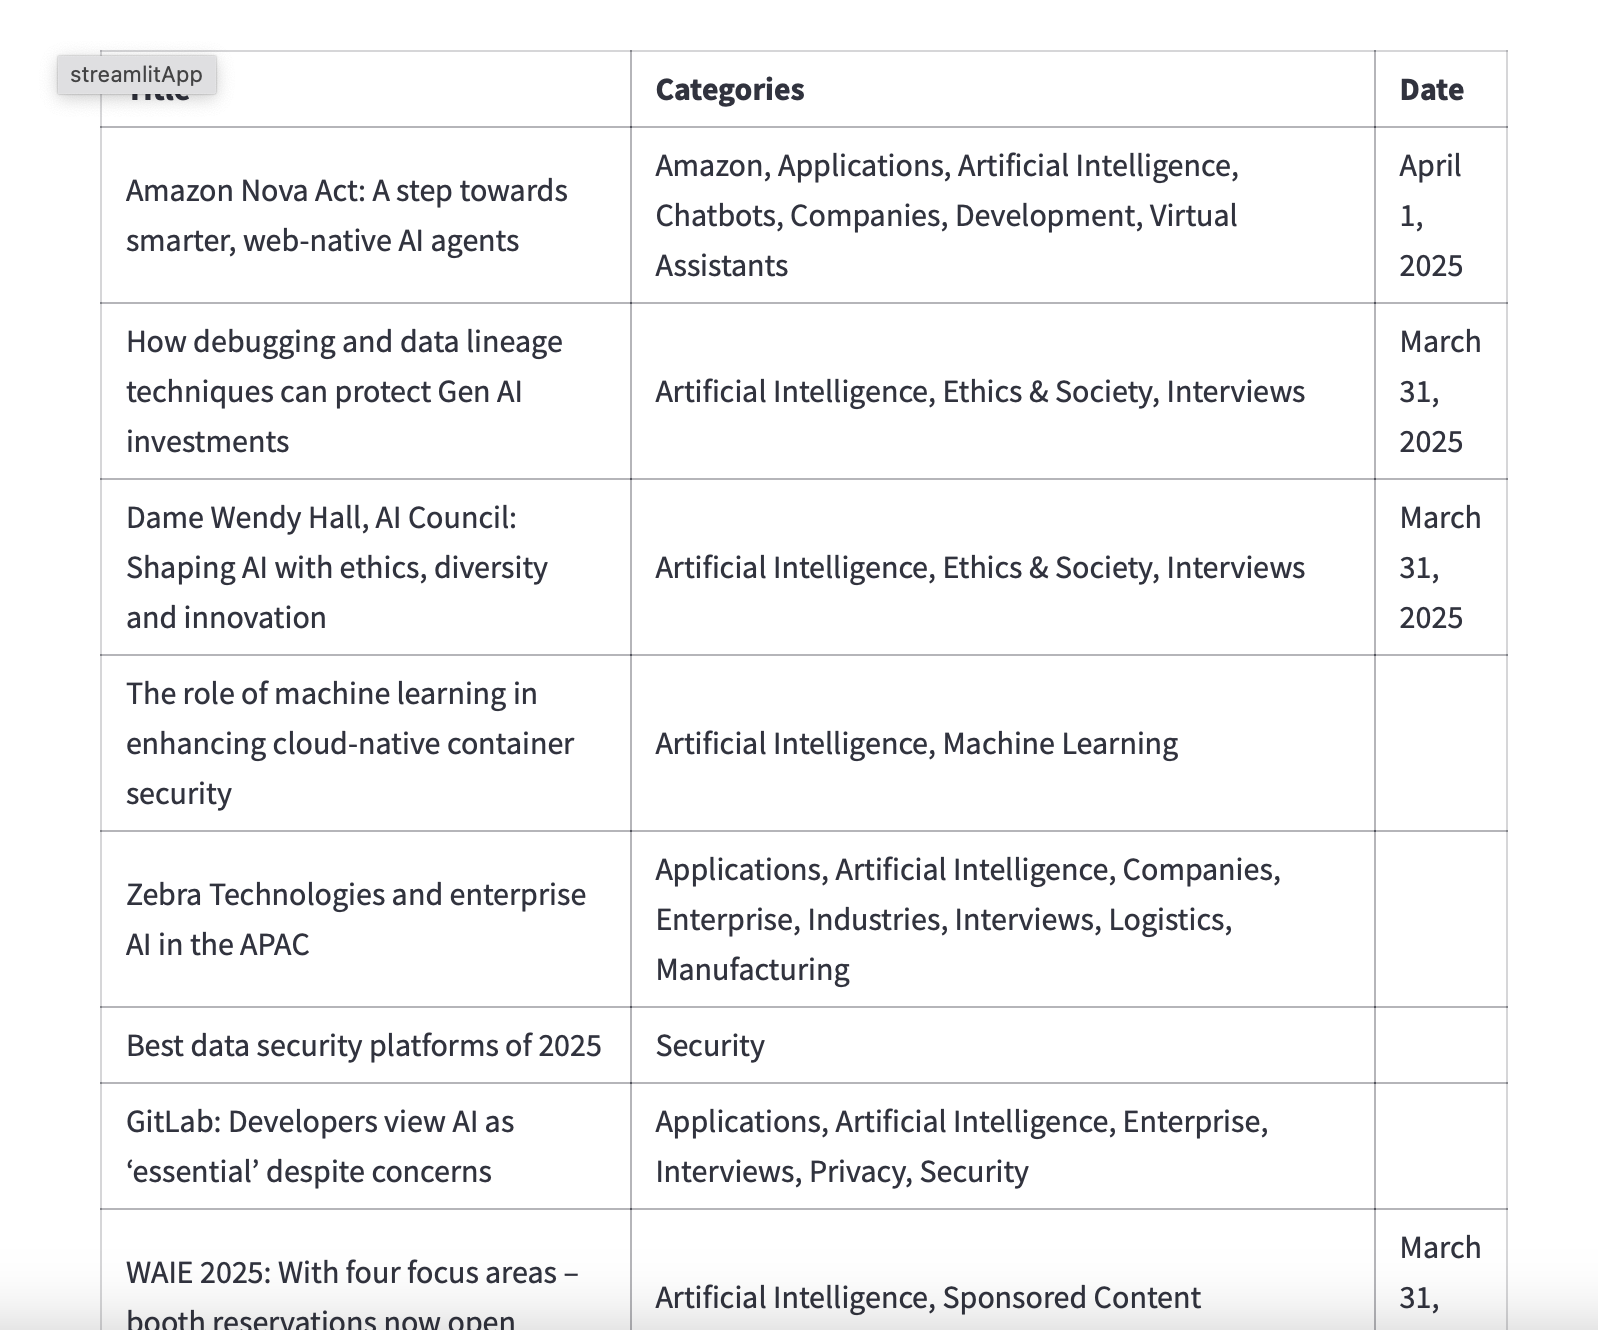 streamlitApp
Title
Categories
Date
Amazon Nova Act: A step towards
smarter, web-native AI agents
Amazon, Applications, Artificial Intelligence,
Chatbots, Companies, Development, Virtual
Assistants
April
1,
2025
How debugging and data lineage
techniques can protect Gen AI
investments
Artificial Intelligence, Ethics & Society, Interviews
March
31,
2025
Dame Wendy Hall, AI Council:
Shaping AI with ethics, diversity
and innovation
Artificial Intelligence, Ethics & Society, Interviews
March
31,
2025
The role of machine learning in
enhancing cloud-native container
security
Artificial Intelligence, Machine Learning
Zebra Technologies and enterprise
AI in the APAC
Applications, Artificial Intelligence, Companies,
Enterprise, Industries, Interviews, Logistics,
Manufacturing
Best data security platforms of 2025
Security
GitLab: Developers view AI as
‘essential’ despite concerns
Applications, Artificial Intelligence, Enterprise,
Interviews, Privacy, Security
WAIE 2025: With four focus areas –
booth reservations now open
Artificial Intelligence, Sponsored Content
March
31,